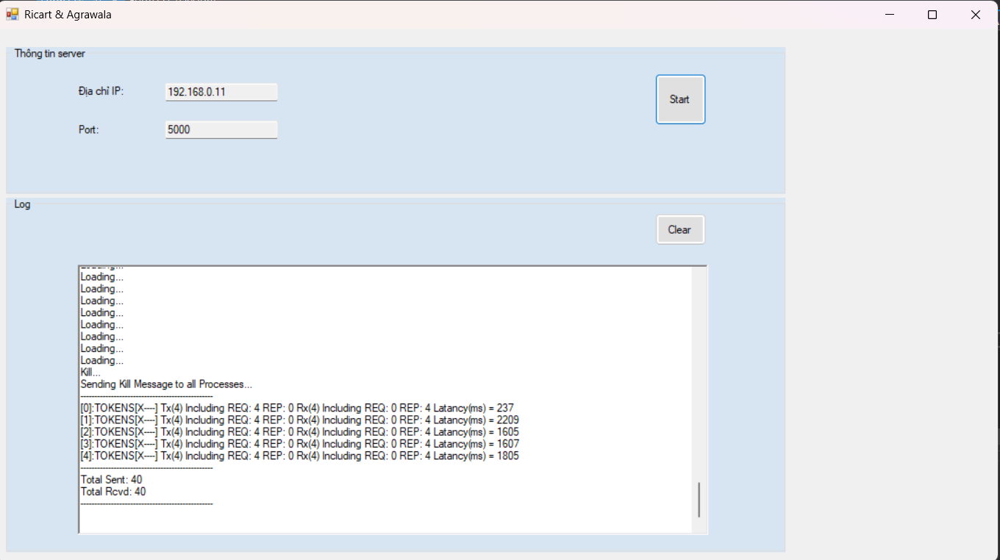 Ricart & Agrawala
Thông tin server
Địa chỉ IP:
192.168.0.11
Start
Port:
5000
Log
Clear
Loading...
Loading...
Loading...
Loading...
Loading...
Loading...
Loading...
Loading...
Loading...
Kill...
Sending Kill Message to all Processes...
------------------------------------------------
[0]:TOKENS[X----] Tx(4) Including REQ: 4 REP: 0 Rx(4) Including REQ: 0 REP: 4 Latancy(ms) = 237
[1]:TOKENS[X----] Tx(4) Including REQ: 4 REP: 0 Rx(4) Including REQ: 0 REP: 4 Latancy(ms) = 2209
[2]:TOKENS[X----] Tx(4) Including REQ: 4 REP: 0 Rx(4) Including REQ: 0 REP: 4 Latancy(ms) = 1605
[3]:TOKENS[X----] Tx(4) Including REQ: 4 REP: 0 Rx(4) Including REQ: 0 REP: 4 Latancy(ms) = 1607
[4]:TOKENS[X----] Tx(4) Including REQ: 4 REP: 0 Rx(4) Including REQ: 0 REP: 4 Latancy(ms) = 1805
------------------------------------------------
Total Sent: 40
Total Rcvd: 40
------------------------------------------------